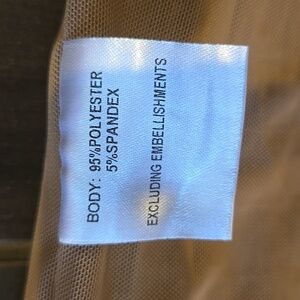 BODY: 95%POLYESTER
5%SPANDEX
EXCLUDING EMBELLISHMENTS